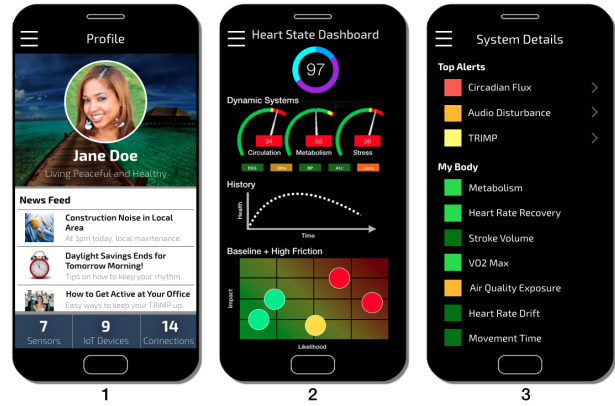 Profile
Jane Doe
Living Peaceful and Healthy
News Feed
Construction Noise in Local
Area
At 3pm today, local maintenance.
Daylight Savings Ends for
Tomorrow Morning!
Tips on how to keep your rhythm.
How to Get Active at Your Office
Easy ways to keep your TRIMP up.
7 9 14
Sensors IoT Devices Connections
1
Heart State Dashboard
97
Dynamic Systems
94 86 96
Circulation Metabolism Stress
EKG BP A1c
History
Health
Time
Baseline + High Friction
Impact
Likelihood
2
System Details
Top Alerts
Circadian Flux
Audio Disturbance
TRIMP
My Body
Metabolism
Heart Rate Recovery
Stroke Volume
VO2 Max
Air Quality Exposure
Heart Rate Drift
Movement Time
3